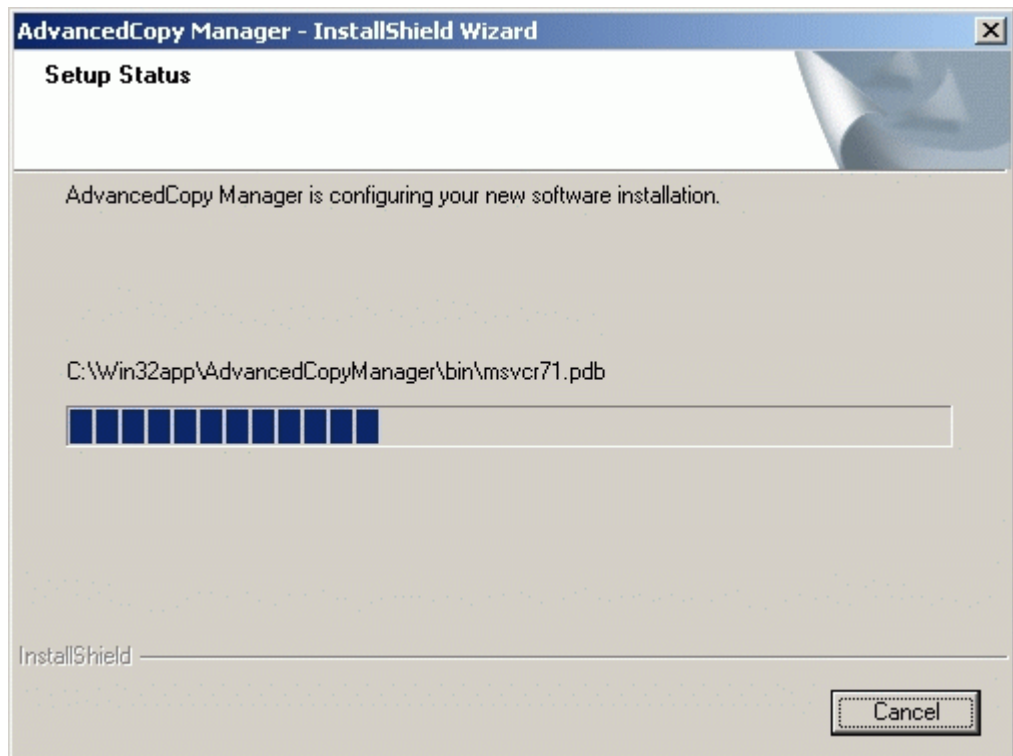 AdvancedCopy Manager - InstallShield Wizard
Setup Status
AdvancedCopy Manager is configuring your new software installation.
C:\Win32app\AdvancedCopyManager\bin\msvcr71.pdb
InstallShield
Cancel